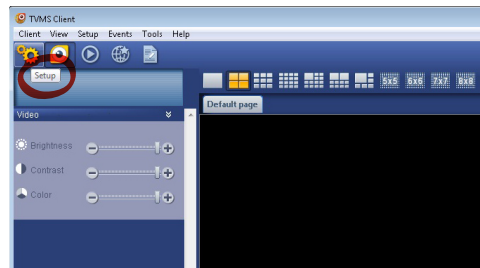 TVMS Client
Client View Setup Events Tools Help
Setup
5x5 6x6 7x7 8x8
Default page
Video
Brightness
Contrast
Color